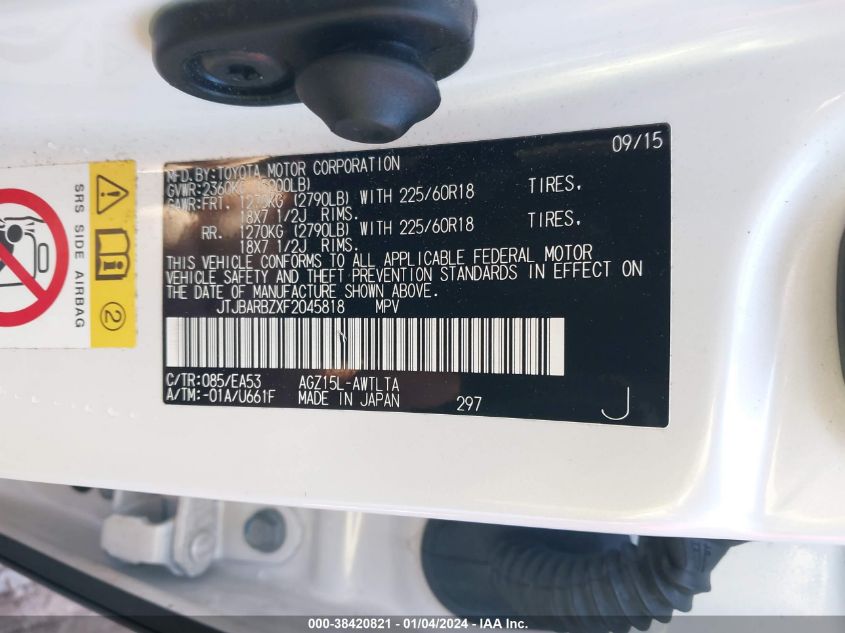 09/15
MFD.BY:TOYOTA MOTOR CORPORATION
GVWR:2360KG (5200LB)
GAWR:FRT. 1270KG (2790LB) WITH 225/60R18 TIRES,
18X7 1/2J RIMS.
RR. 1270KG (2790LB) WITH 225/60R18 TIRES,
18X7 1/2J RIMS.
THIS VEHICLE CONFORMS TO ALL APPLICABLE FEDERAL MOTOR
VEHICLE SAFETY AND THEFT PREVENTION STANDARDS IN EFFECT ON
THE DATE OF MANUFACTURE SHOWN ABOVE.
JTJBARBZXF2045818 MPV
C/TR:085/EA53 AGZ15L-AWTLTA
A/TM:-01A/U661F MADE IN JAPAN 297 J
SRS SIDE AIRBAG
2
000-38420821 - 01/04/2024 - IAA Inc.